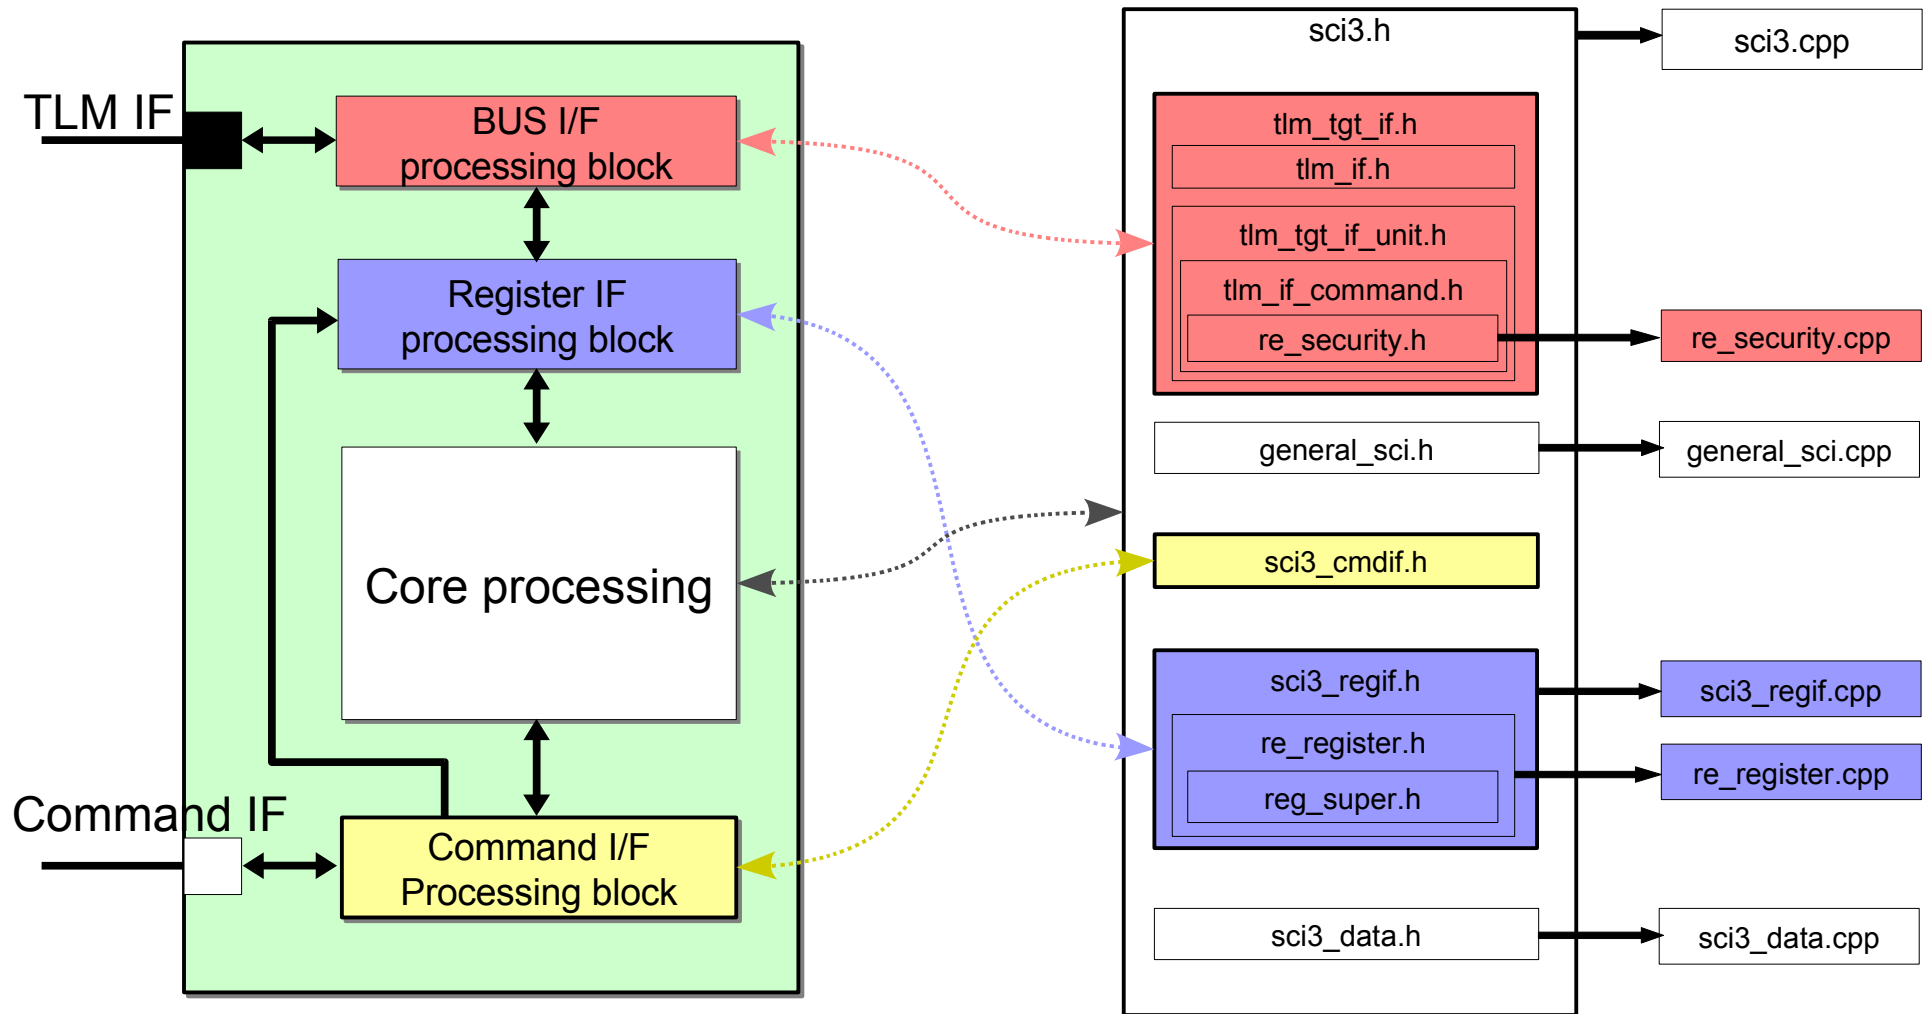 TLM IF
BUS I/F
processing block
Register IF
processing block
Core processing
Command IF
Command I/F
Processing block
sci3.h
tlm_tgt_if.h
tlm_if.h
tlm_tgt_if_unit.h
tlm_if_command.h
re_security.h
general_sci.h
sci3_cmdif.h
sci3_regif.h
re_register.h
reg_super.h
sci3_data.h
sci3.cpp
re_security.cpp
general_sci.cpp
sci3_regif.cpp
re_register.cpp
sci3_data.cpp